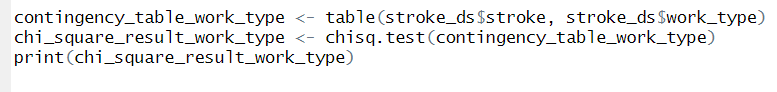 contingency_table_work_type <- table(stroke_ds$stroke, stroke_ds$work_type)
chi_square_result_work_type <- chisq.test(contingency_table_work_type)
print(chi_square_result_work_type)